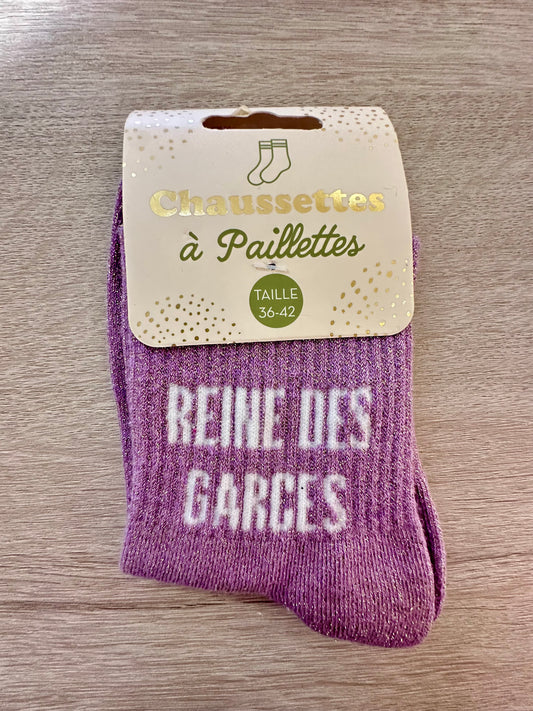 Chaussettes
à Paillettes
TAILLE
36-42
REINE DES
GARCES